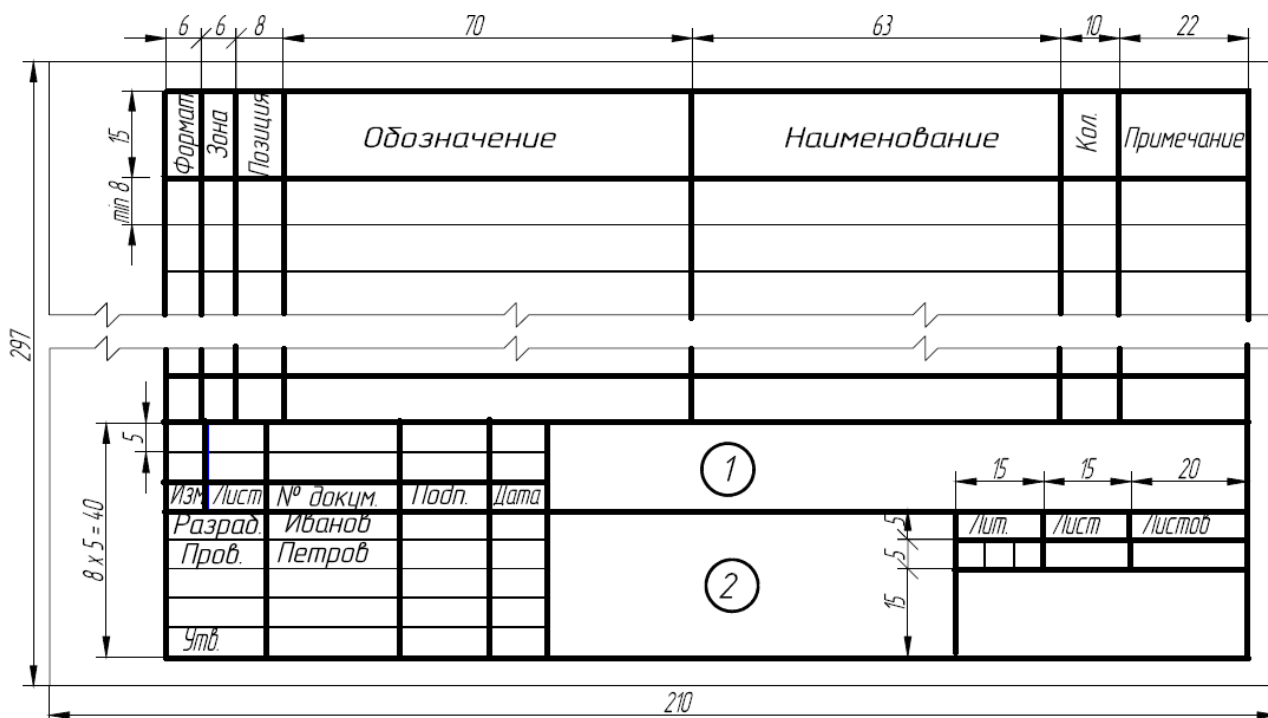 6 6 8 70 63 10 22
15 Формат Зона Позиция Обозначение Наименование Кол. Примечание
min 8
297
5
1
15 15 20
Изм Лист № докум. Подп. Дата
Разраб. Иванов 5 Лит. Лист Листов
Пров. Петров 5
8 x 5 = 40
2 15
Утв.
210